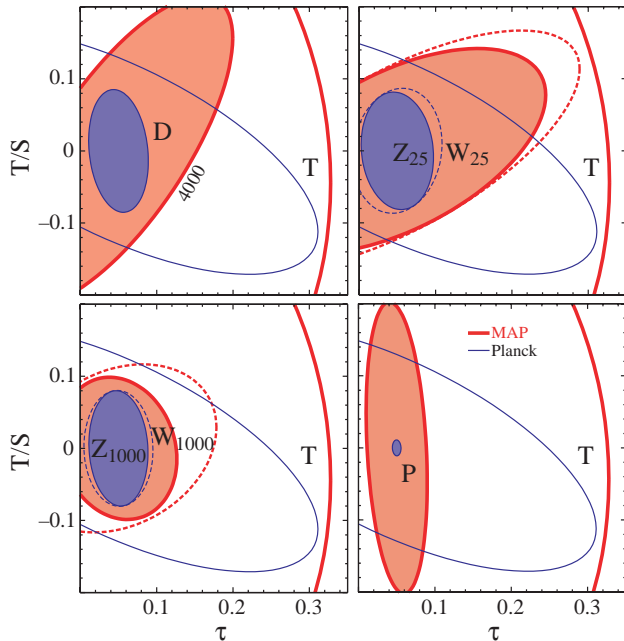 T/S
0.1
0
−0.1
D
4000
T
Z25
W25
T
T/S
0.1
0
−0.1
Z1000
W1000
T
MAP
Planck
P
T
0.1 0.2 0.3
0.1 0.2 0.3
τ
τ